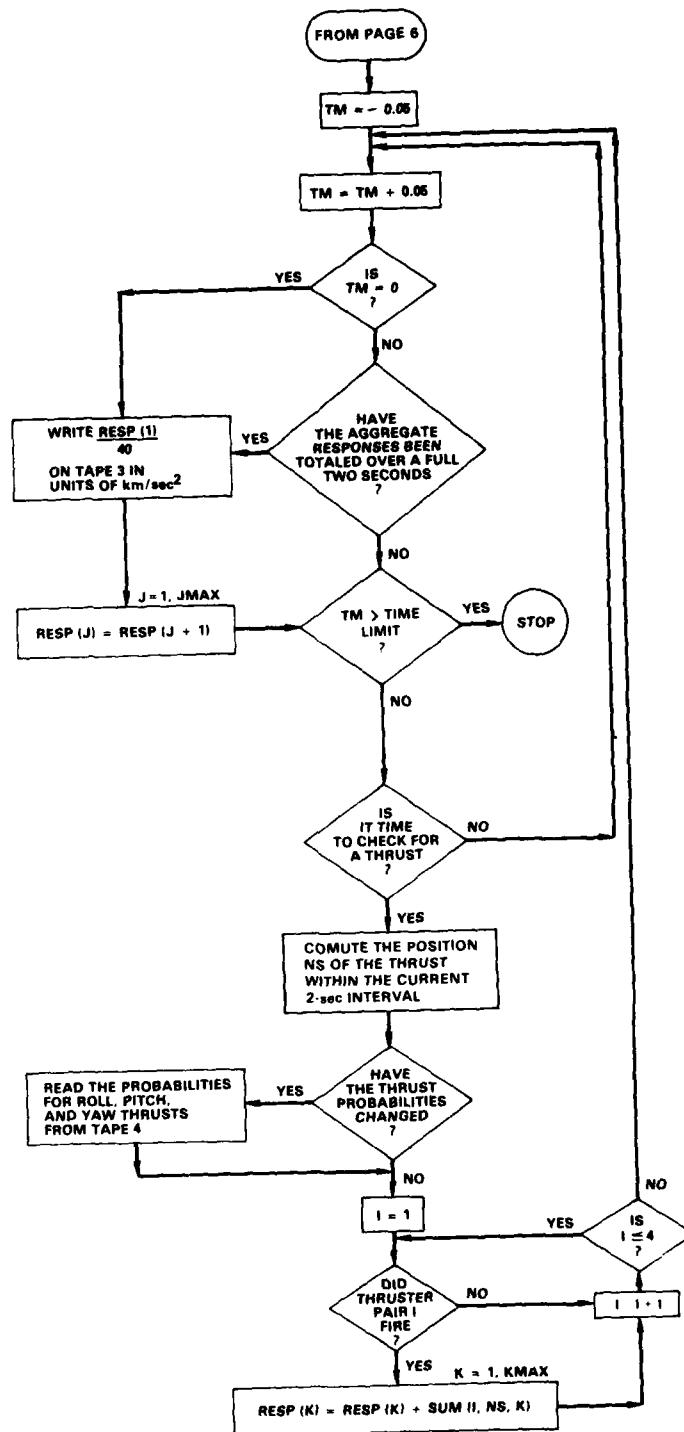 FROM PAGE 6
TM = - 0.05
TM = TM + 0.05
IS
TM = 0
?
YES
NO
HAVE
THE AGGREGATE
RESPONSES BEEN
TOTALED OVER A FULL
TWO SECONDS
?
YES
WRITE RESP (1)
40
ON TAPE 3 IN
UNITS OF km/sec²
NO
J=1, JMAX
RESP (J) = RESP (J + 1)
TM > TIME
LIMIT
?
YES
STOP
NO
IS
IT TIME
TO CHECK FOR
A THRUST
?
NO
YES
COMUTE THE POSITION
NS OF THE THRUST
WITHIN THE CURRENT
2-sec INTERVAL
HAVE
THE THRUST
PROBABILITIES
CHANGED
?
YES
READ THE PROBABILITIES
FOR ROLL, PITCH,
AND YAW THRUSTS
FROM TAPE 4
NO
I = 1
NO
YES
IS
I ≤ 4
?
DID
THRUSTER
PAIR I
FIRE
?
NO
I I + 1
YES
K = 1, KMAX
RESP (K) = RESP (K) + SUM (I, NS, K)